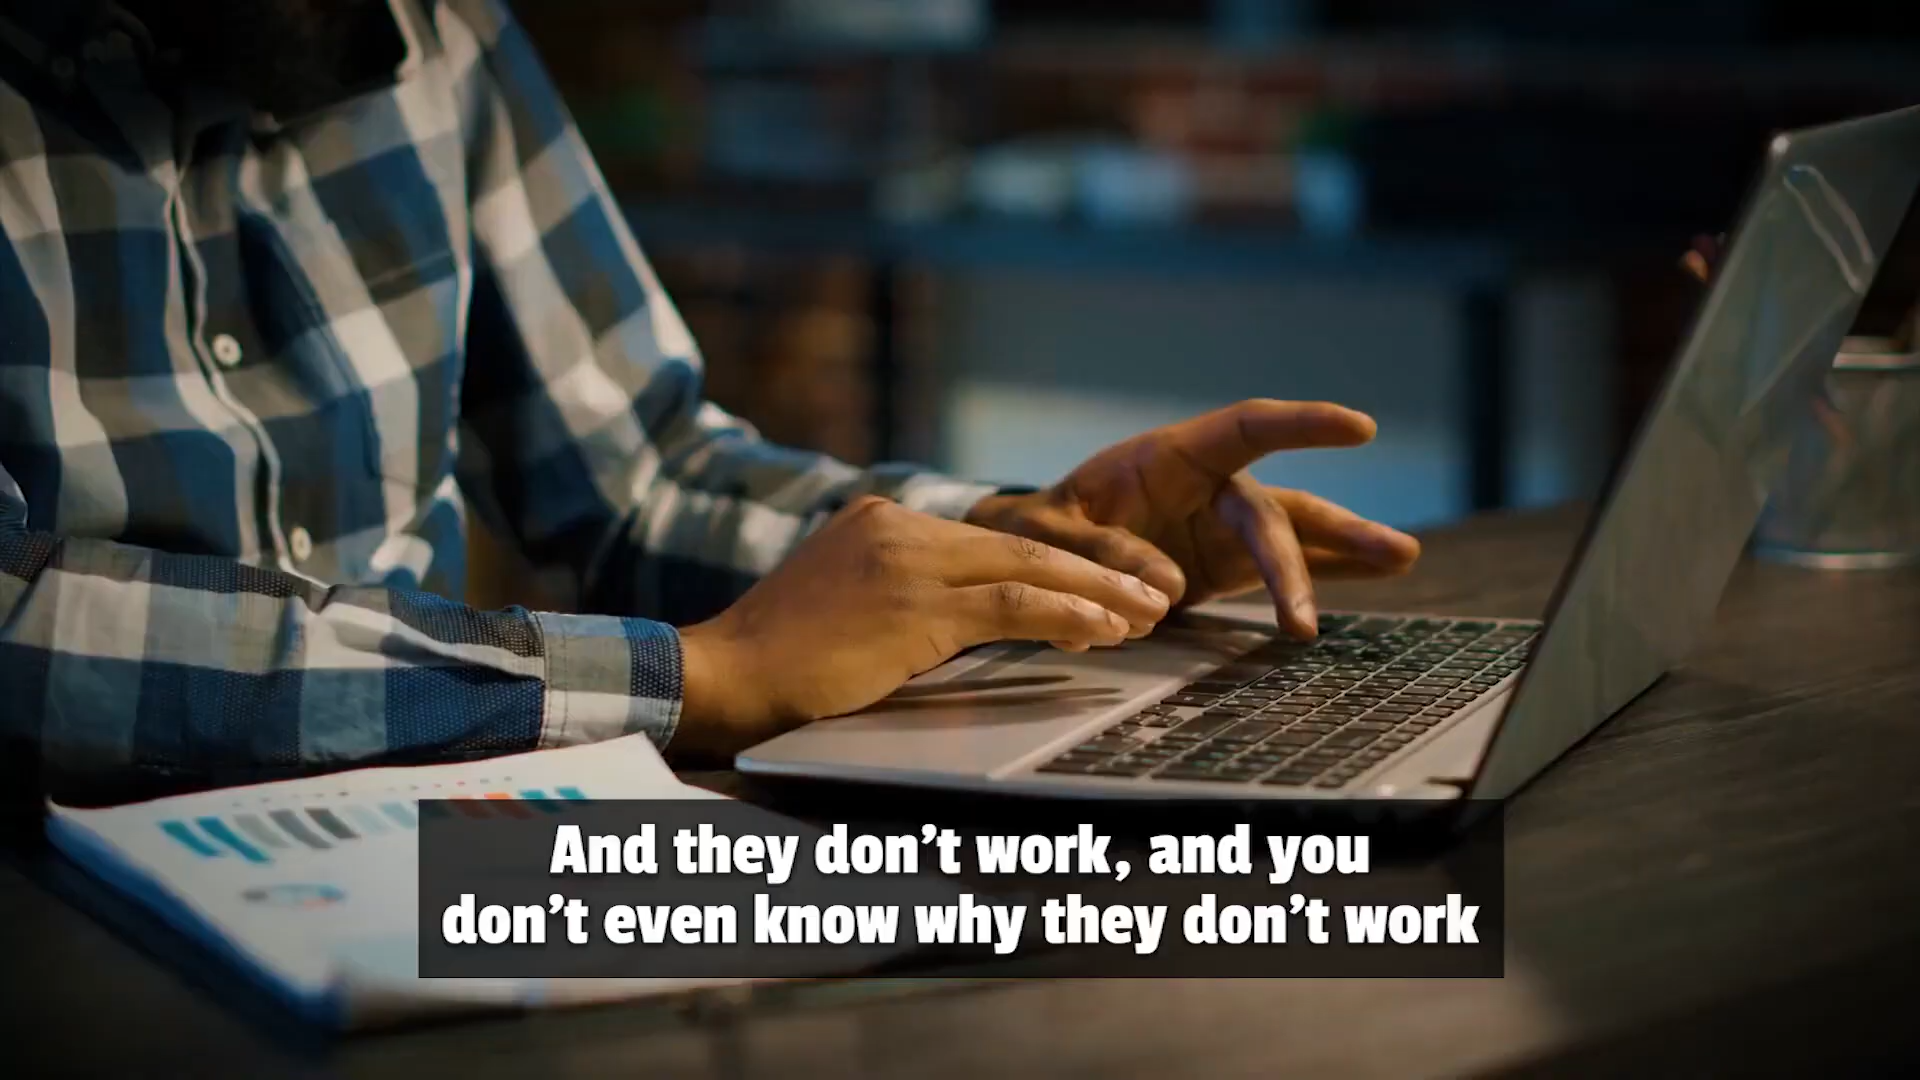 And they don't work, and you
don't even know why they don't work